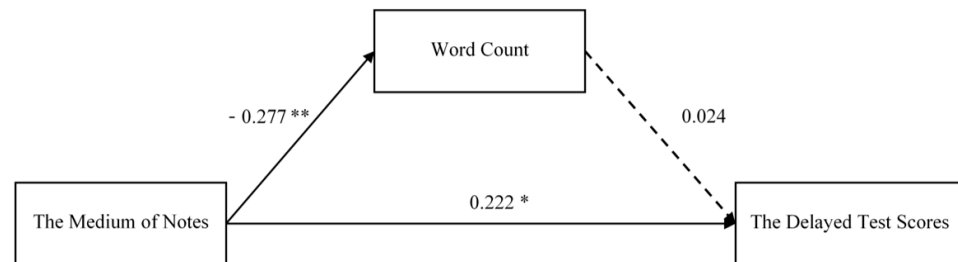 Word Count
- 0.277 **
0.024
0.222 *
The Medium of Notes
The Delayed Test Scores